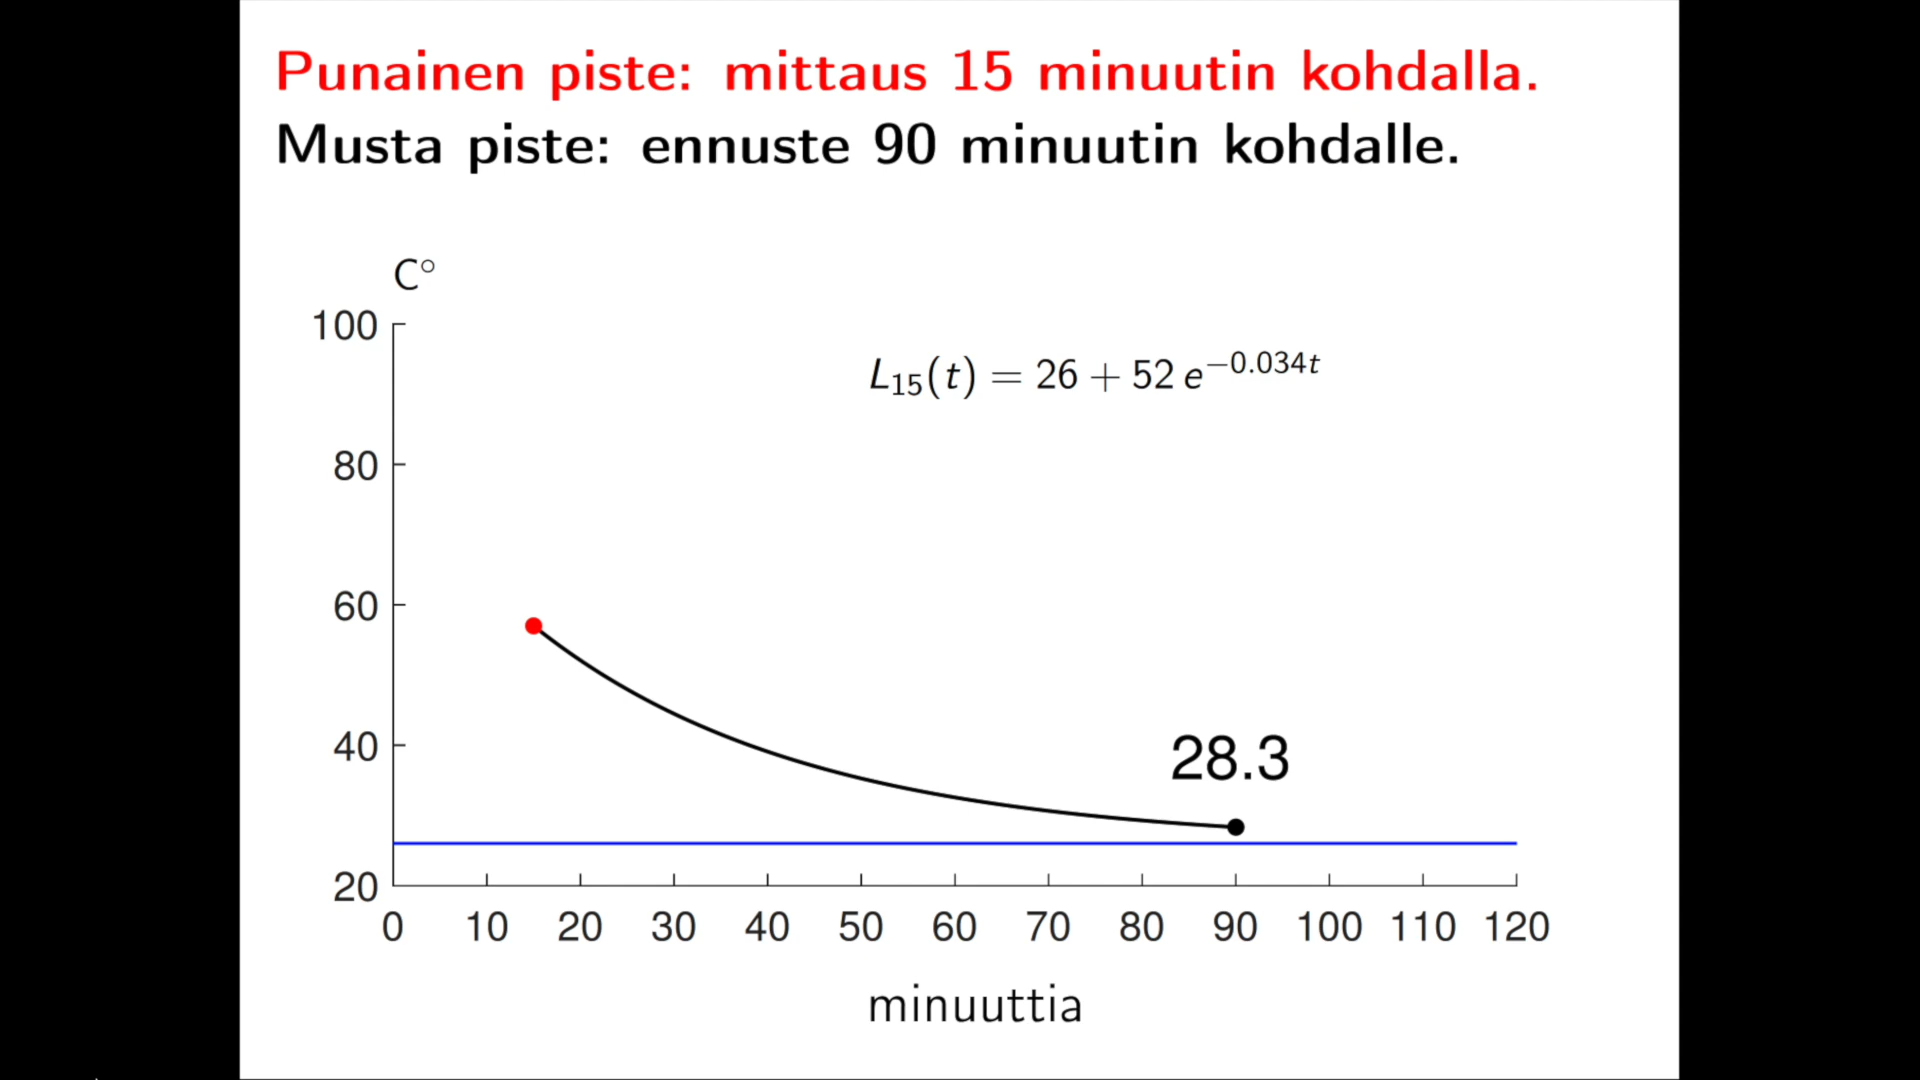 Punainen piste: mittaus 15 minuutin kohdalla.
Musta piste: ennuste 90 minuutin kohdalle.
C°
100
L₁₅(t) = 26 + 52 e^{−0.034t}
80
60
40
28.3
20
0 10 20 30 40 50 60 70 80 90 100 110 120
minuuttia